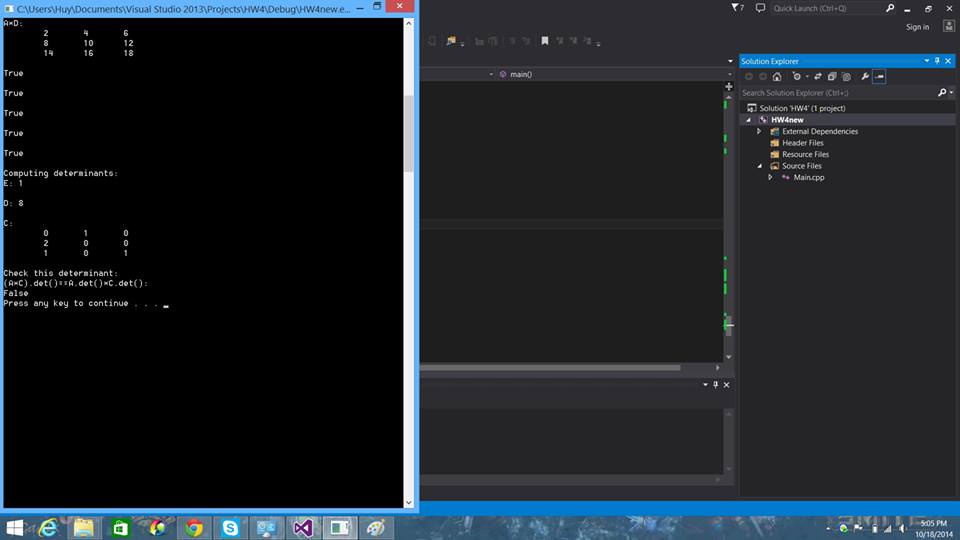 C:\Users\Huy\Documents\Visual Studio 2013\Projects\HW4\Debug\HW4new.e...
A*D:
2 4 6
8 10 12
14 16 18
True
True
True
True
True
Computing determinants:
E: 1
D: 8
C:
0 1 0
2 0 0
1 0 1
Check this determinant:
(A*C).det()==A.det()*C.det():
False
Press any key to continue . . .
7
Quick Launch (Ctrl+Q)
Sign in
main()
Solution Explorer
Search Solution Explorer (Ctrl+;)
Solution 'HW4' (1 project)
HW4new
External Dependencies
Header Files
Resource Files
Source Files
Main.cpp
5:05 PM
10/18/2014